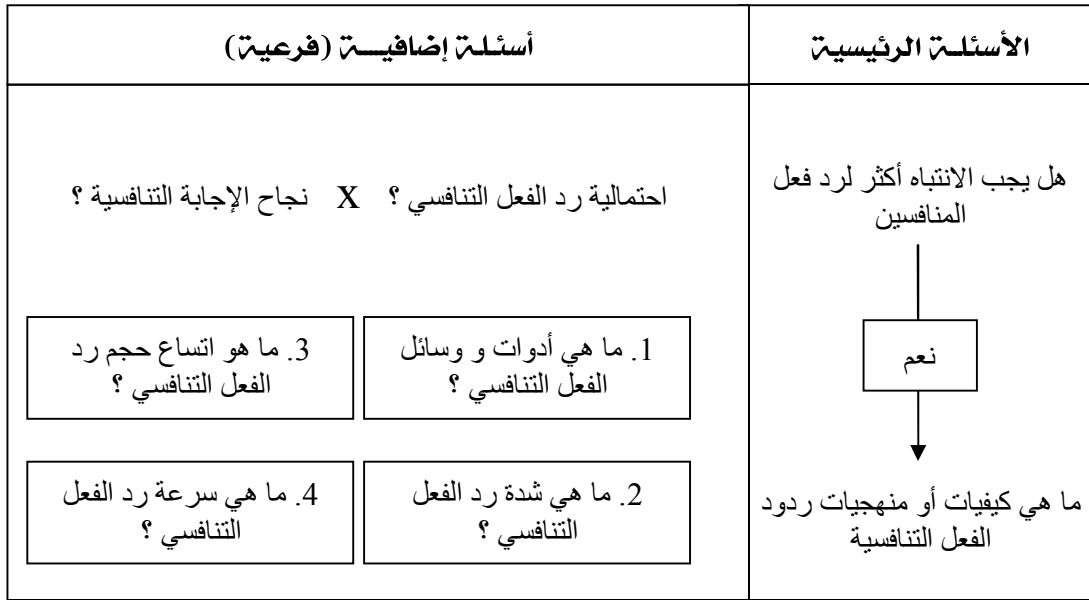 الأسئلة الرئيسية
أسئلة إضافية (فرعية)
هل يجب الانتباه أكثر لرد فعل
المنافسين
احتمالية رد الفعل التنافسي ؟ X نجاح الإجابة التنافسية ؟
نعم
1. ما هي أدوات و وسائل
الفعل التنافسي ؟
3. ما هو اتساع حجم رد
الفعل التنافسي ؟
ما هي كيفيات أو منهجيات ردود
الفعل التنافسية
2. ما هي شدة رد الفعل
التنافسي ؟
4. ما هي سرعة رد الفعل
التنافسي ؟